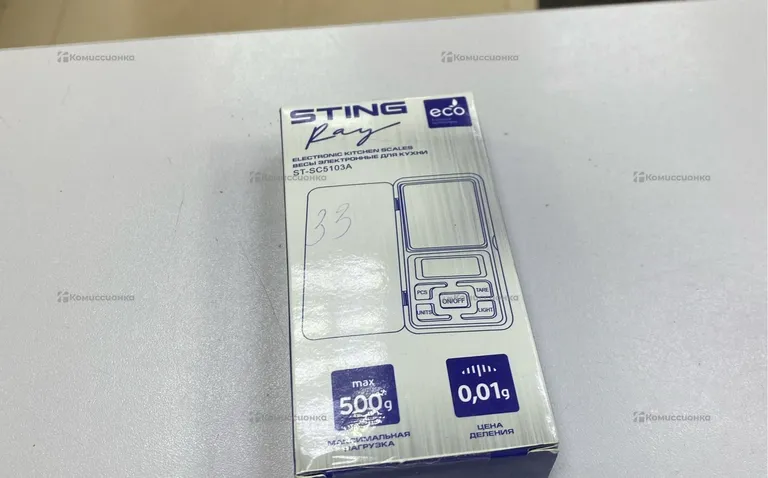 Комиссионка
Комиссионка
STING
Ray
eco
ELECTRONIC KITCHEN SCALES
ВЕСЫ ЭЛЕКТРОННЫЕ ДЛЯ КУХНИ
ST-SC5103A
Комиссионка
Комиссионка
33
PCS
TARE
ON/OFF
UNITS
LIGHT
Комиссионка
Комиссионка
max
500g
0,01g
МАКСИМАЛЬНАЯ
НАГРУЗКА
ЦЕНА
ДЕЛЕНИЯ
Комиссионка
Комиссионка